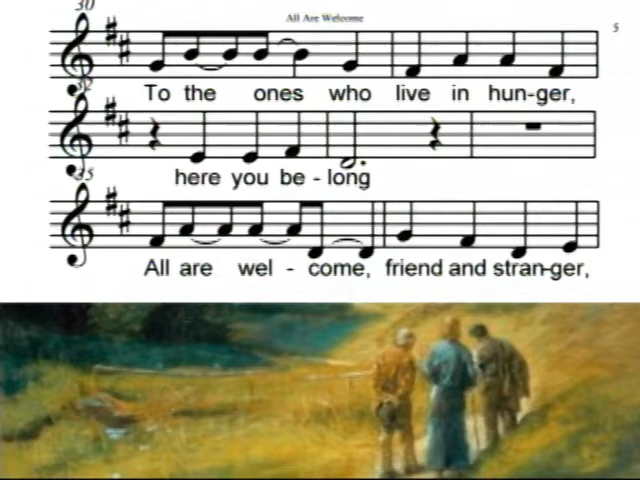 30
All Are Welcome
5
To the ones who live in hun-ger,
32
here you be - long
35
All are wel - come, friend and stran-ger,